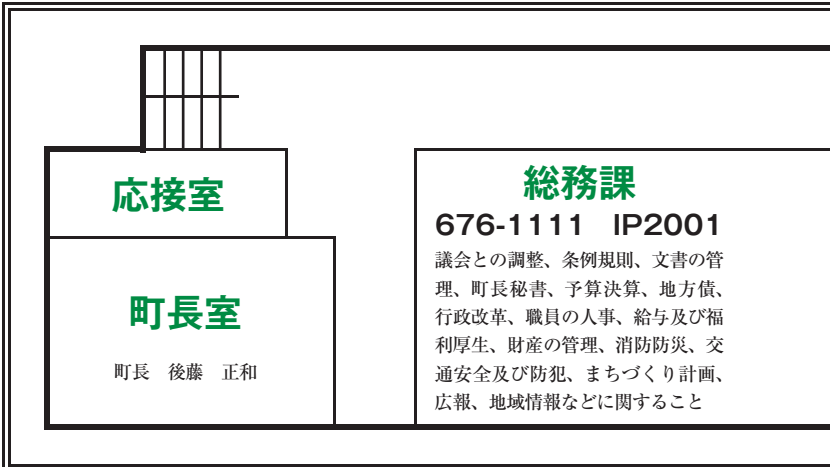 応接室
町長室
町長　後藤　正和
総務課
676-1111　IP2001
議会との調整、条例規則、文書の管
理、町長秘書、予算決算、地方債、
行政改革、職員の人事、給与及び福
利厚生、財産の管理、消防防災、交
通安全及び防犯、まちづくり計画、
広報、地域情報などに関すること